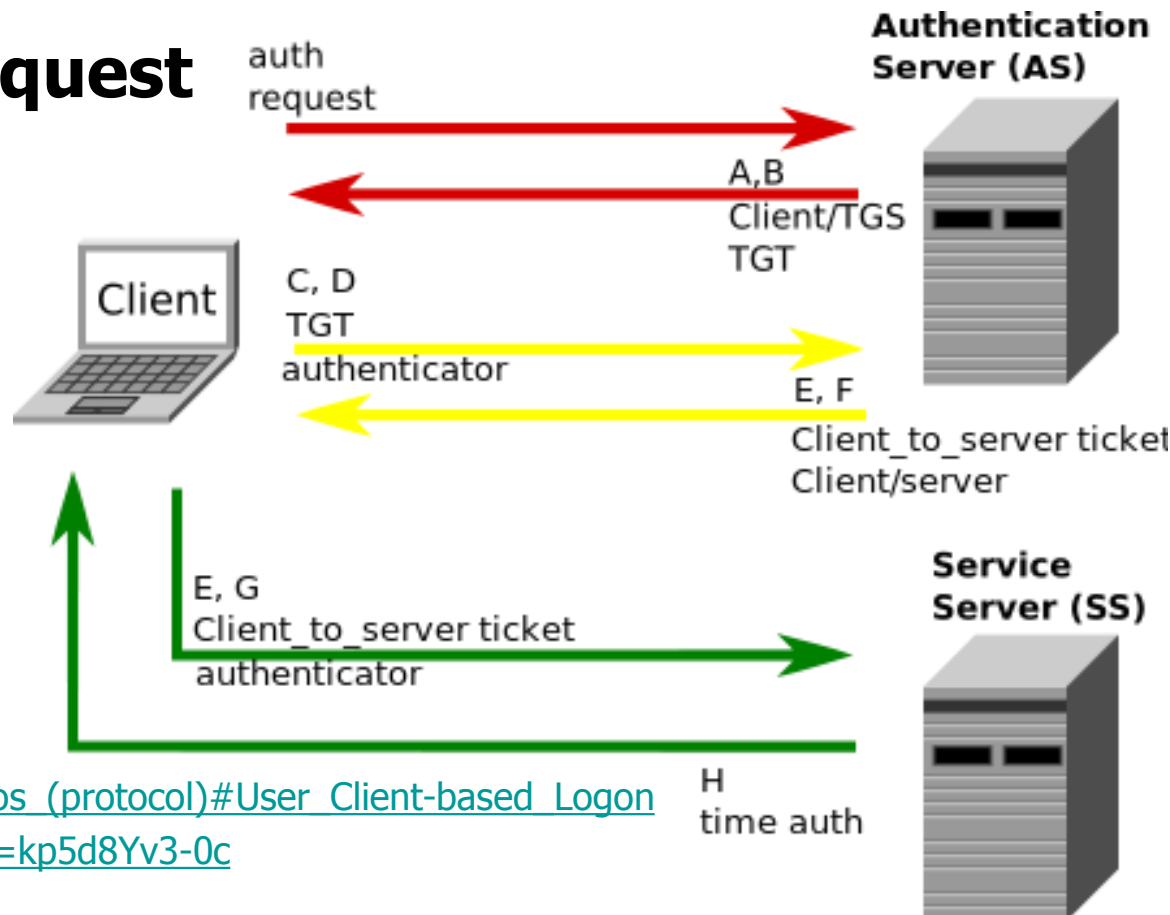 quest
auth
request
Authentication
Server (AS)
A,B
Client/TGS
TGT
Client
C, D
TGT
authenticator
E, F
Client_to_server ticket
Client/server
E, G
Client_to_server ticket
authenticator
Service
Server (SS)
H
time auth
os_(protocol)#User_Client-based_Logon
=kp5d8Yv3-0c